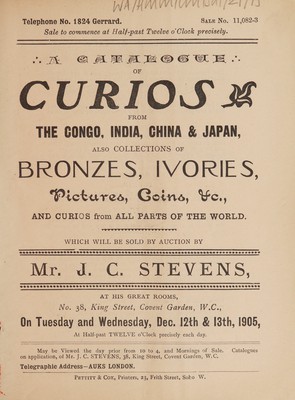 Telephone No. 1824 Gerrard. Sale No. 11,082-3
Sale to commence at Half-past Twelve o'Clock precisely.
A CATALOGUE
OF
CURIOS
FROM
THE CONGO, INDIA, CHINA & JAPAN,
ALSO COLLECTIONS OF
BRONZES, IVORIES,
Pictures, Coins, &c.,
AND CURIOS from ALL PARTS OF THE WORLD.
WHICH WILL BE SOLD BY AUCTION BY
Mr. J. C. STEVENS,
AT HIS GREAT ROOMS,
No. 38, King Street, Covent Garden, W.C.,
On Tuesday and Wednesday, Dec. 12th & 13th, 1905,
At Half-past TWELVE o'Clock precisely each day.
May be Viewed the day prior from 10 to 4, and Mornings of Sale. Catalogues
on application, of Mr. J. C. STEVENS, 38, King Street, Covent Garden, W.C.
Telegraphic Address—AUKS LONDON.
PETTITT & COX, Printers, 23, Frith Street, Soho W.